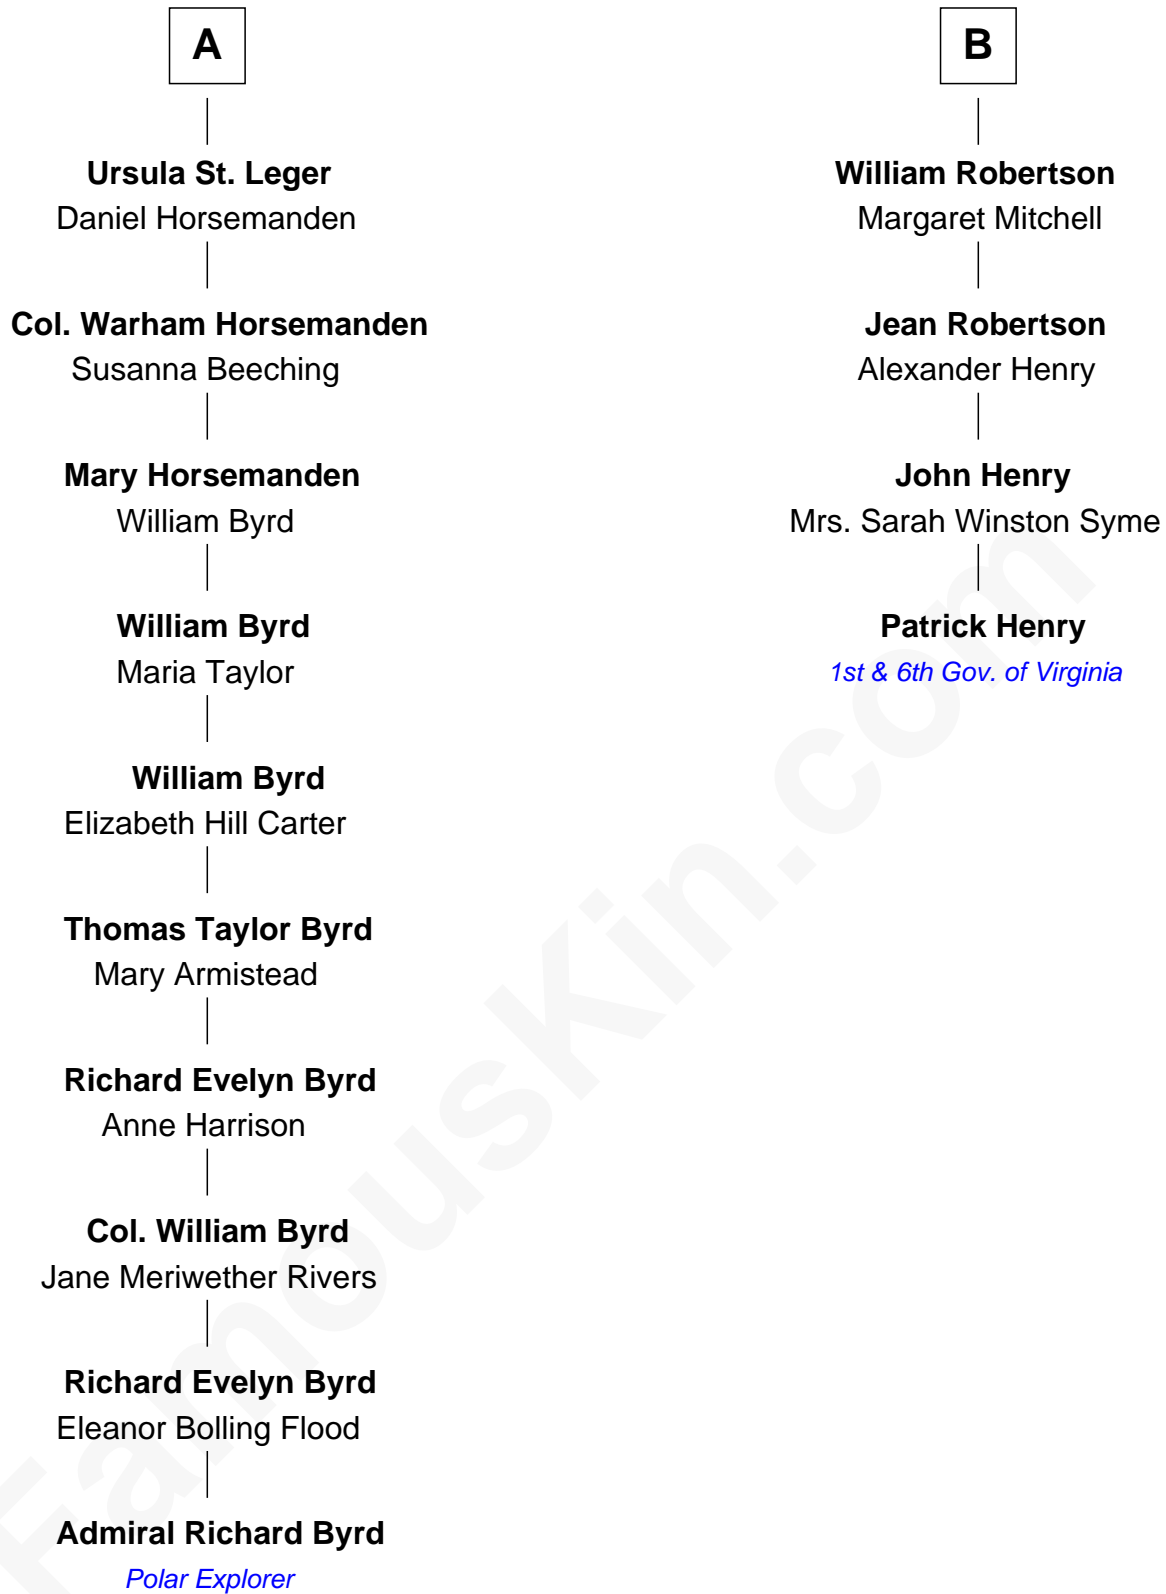 A
Ursula St. Leger
Daniel Horsemanden
Col. Warham Horsemanden
Susanna Beeching
Mary Horsemanden
William Byrd
William Byrd
Maria Taylor
William Byrd
Elizabeth Hill Carter
Thomas Taylor Byrd
Mary Armistead
Richard Evelyn Byrd
Anne Harrison
Col. William Byrd
Jane Meriwether Rivers
Richard Evelyn Byrd
Eleanor Bolling Flood
Admiral Richard Byrd
Polar Explorer
B
William Robertson
Margaret Mitchell
Jean Robertson
Alexander Henry
John Henry
Mrs. Sarah Winston Syme
Patrick Henry
1st & 6th Gov. of Virginia
FamousKin.com